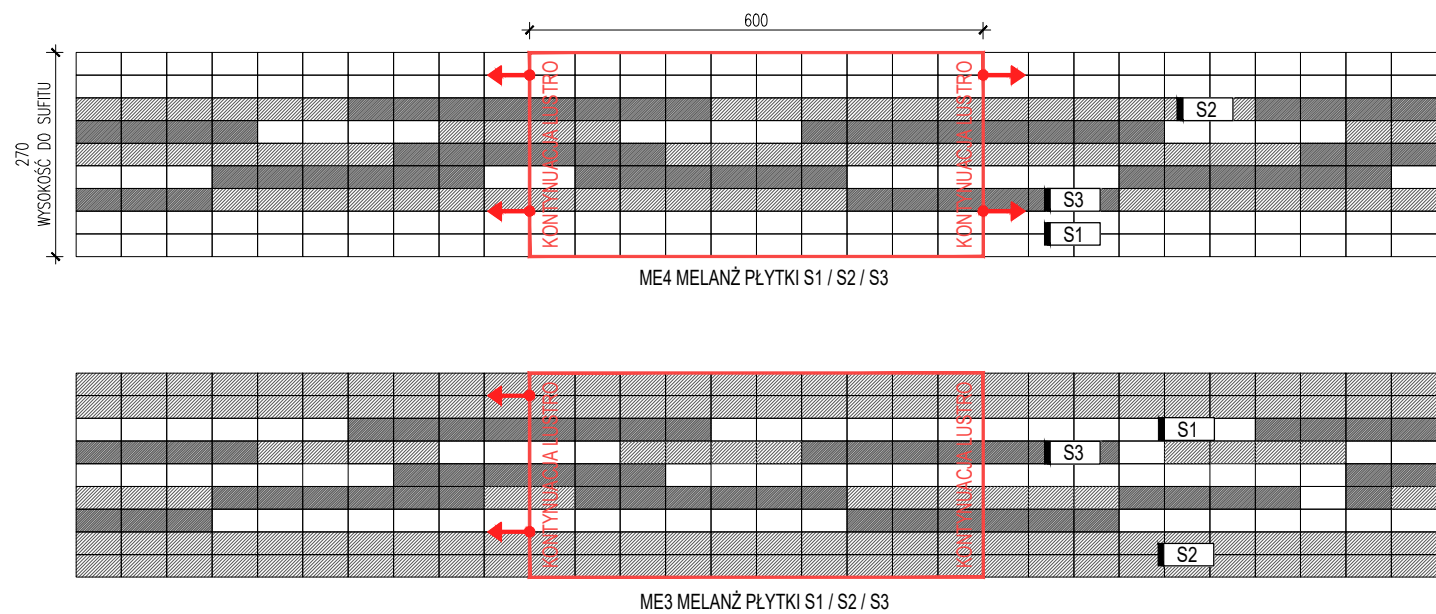 600
270
WYSOKOŚĆ DO SUFITU
KONTYNUACJA LUSTRO
KONTYNUACJA LUSTRO
S2
S3
S1
ME4 MELANŻ PŁYTKI S1 / S2 / S3
KONTYNUACJA LUSTRO
KONTYNUACJA LUSTRO
S1
S3
S2
ME3 MELANŻ PŁYTKI S1 / S2 / S3